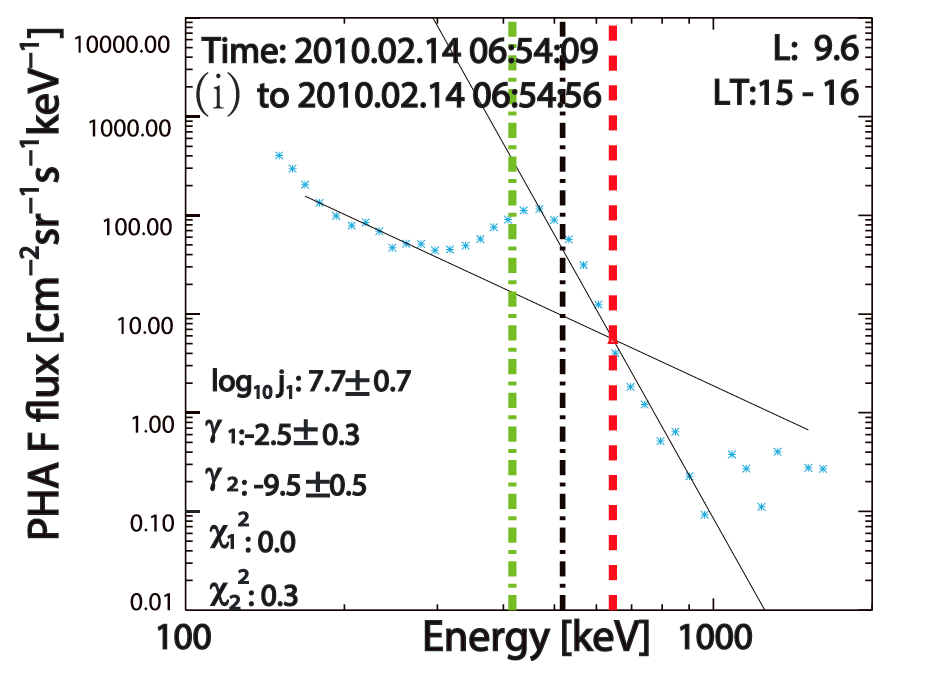 Time: 2010.02.14 06:54:09
(i) to 2010.02.14 06:54:56
L: 9.6
LT:15 - 16
PHA F flux [cm⁻²sr⁻¹s⁻¹keV⁻¹]
10000.00
1000.00
100.00
10.00
1.00
0.10
0.01
log₁₀ j₁: 7.7±0.7
γ₁:-2.5±0.3
γ₂: -9.5 ±0.5
χ₁²: 0.0
χ₂²: 0.3
100
Energy [keV]
1000